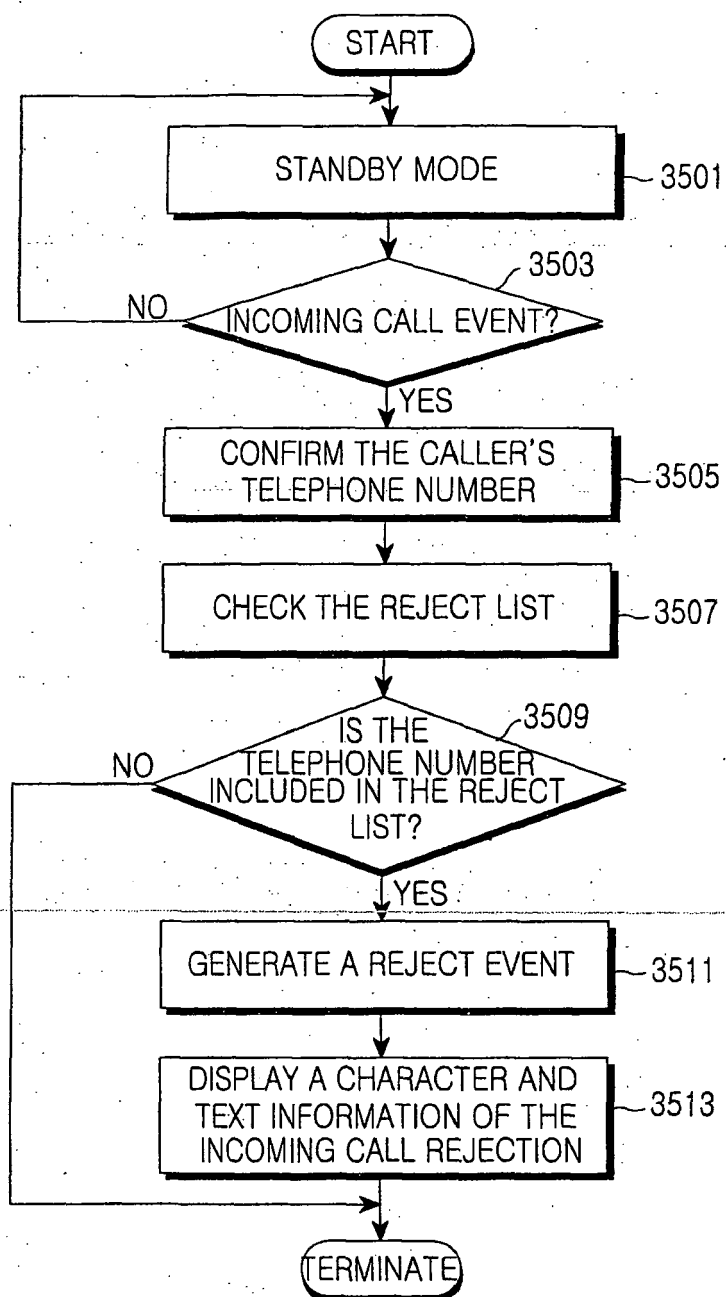 START
STANDBY MODE
3501
3503
NO
INCOMING CALL EVENT?
YES
CONFIRM THE CALLER'S
TELEPHONE NUMBER
3505
CHECK THE REJECT LIST
3507
3509
NO
IS THE
TELEPHONE NUMBER
INCLUDED IN THE REJECT
LIST?
YES
GENERATE A REJECT EVENT
3511
DISPLAY A CHARACTER AND
TEXT INFORMATION OF THE
INCOMING CALL REJECTION
3513
TERMINATE